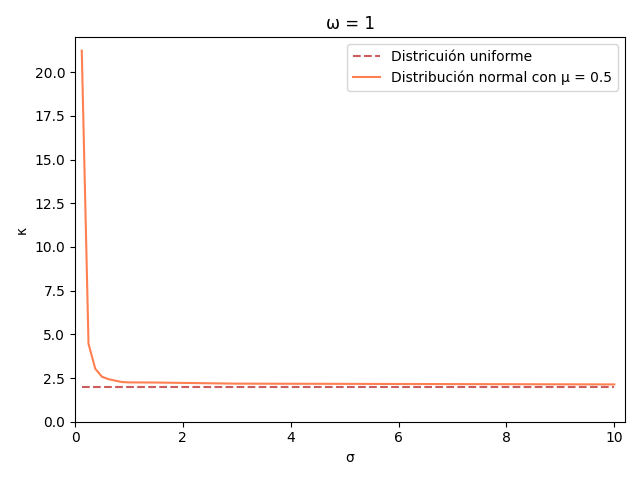 ω = 1
Districuión uniforme
Distribución normal con μ = 0.5
20.0
17.5
15.0
12.5
10.0
7.5
5.0
2.5
0.0
κ
0 2 4 6 8 10
σ